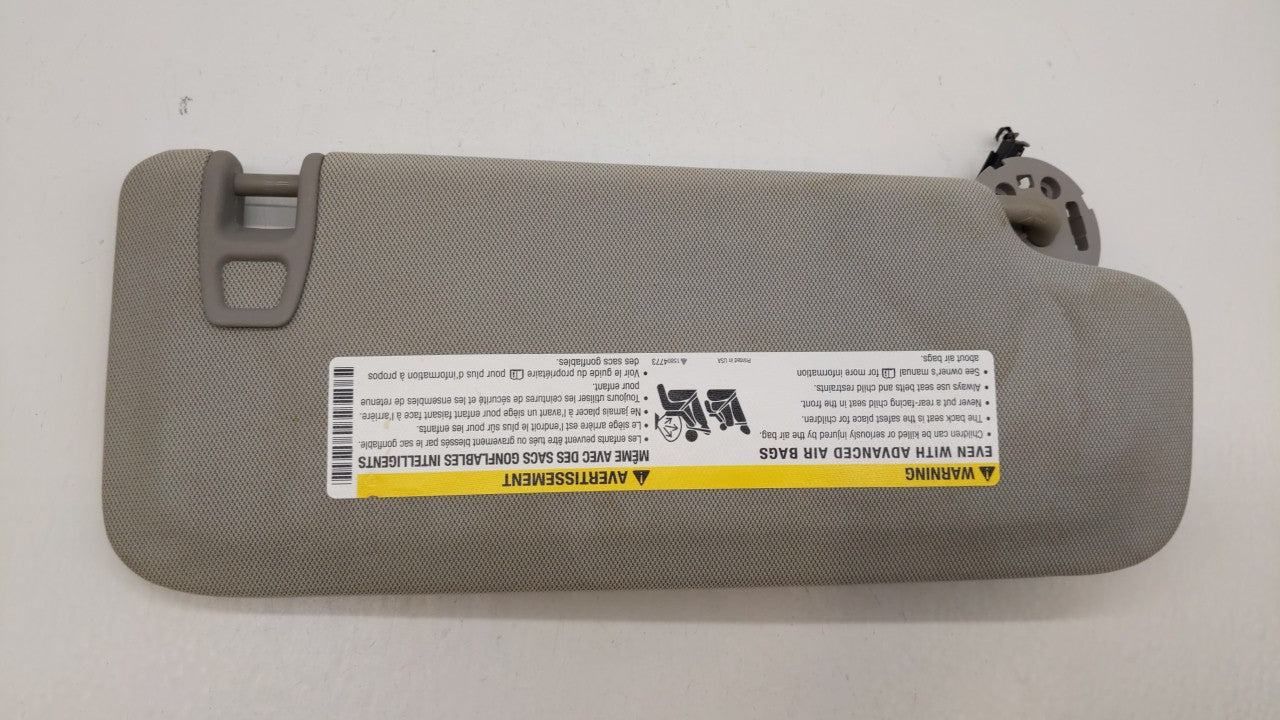 ⚠ WARNING
EVEN WITH ADVANCED AIR BAGS
• Children can be killed or seriously injured by the air bag.
• The back seat is the safest place for children.
• Never put a rear-facing child seat in the front.
• Always use seat belts and child restraints.
• See owner's manual for more information
about air bags.
Printed in USA
15804773
⚠ AVERTISSEMENT
MÊME AVEC DES SACS GONFLABLES INTELLIGENTS
• Les enfants peuvent être tués ou gravement blessés par le sac gonflable.
• Le siège arrière est l'endroit le plus sûr pour les enfants.
• Ne jamais placer à l'avant un siège pour enfant faisant face à l'arrière.
• Toujours utiliser les ceintures de sécurité et les ensembles de retenue
pour enfant.
• Voir le guide du propriétaire pour plus d'information à propos
des sacs gonflables.